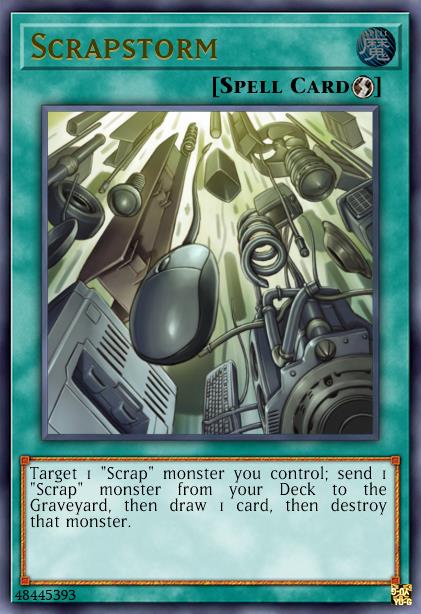 Scrapstorm
魔
[Spell Card]
Target 1 "Scrap" monster you control; send 1
"Scrap" monster from your Deck to the
Graveyard, then draw 1 card, then destroy
that monster.
48445393